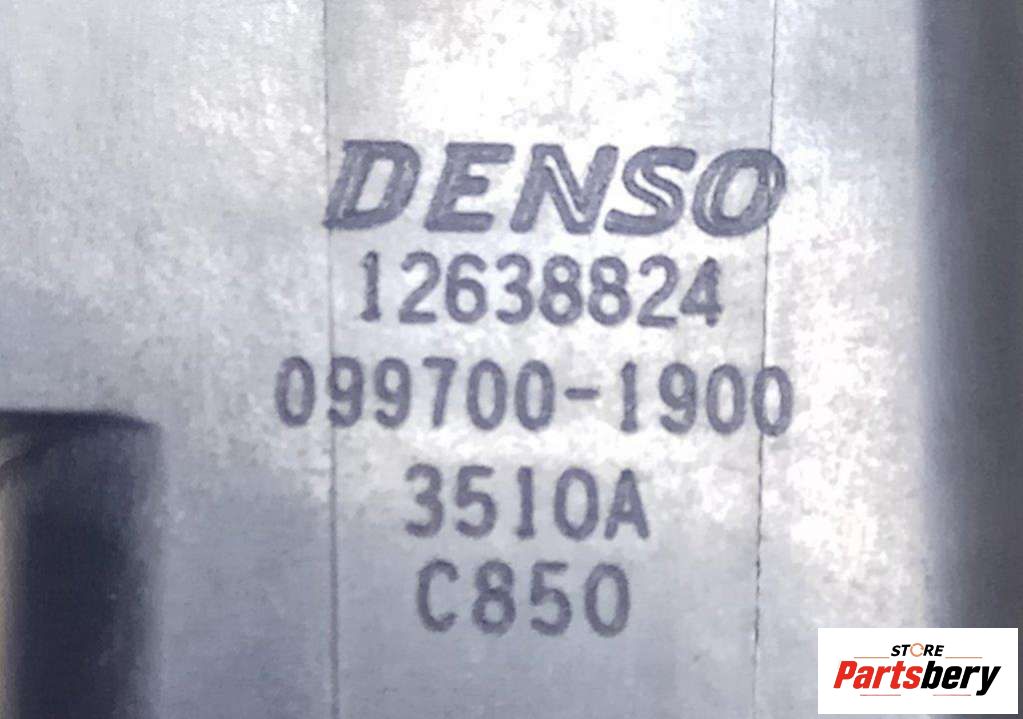 DENSO
12638824
099700-1900
3510A
C850
STORE
Partsbery